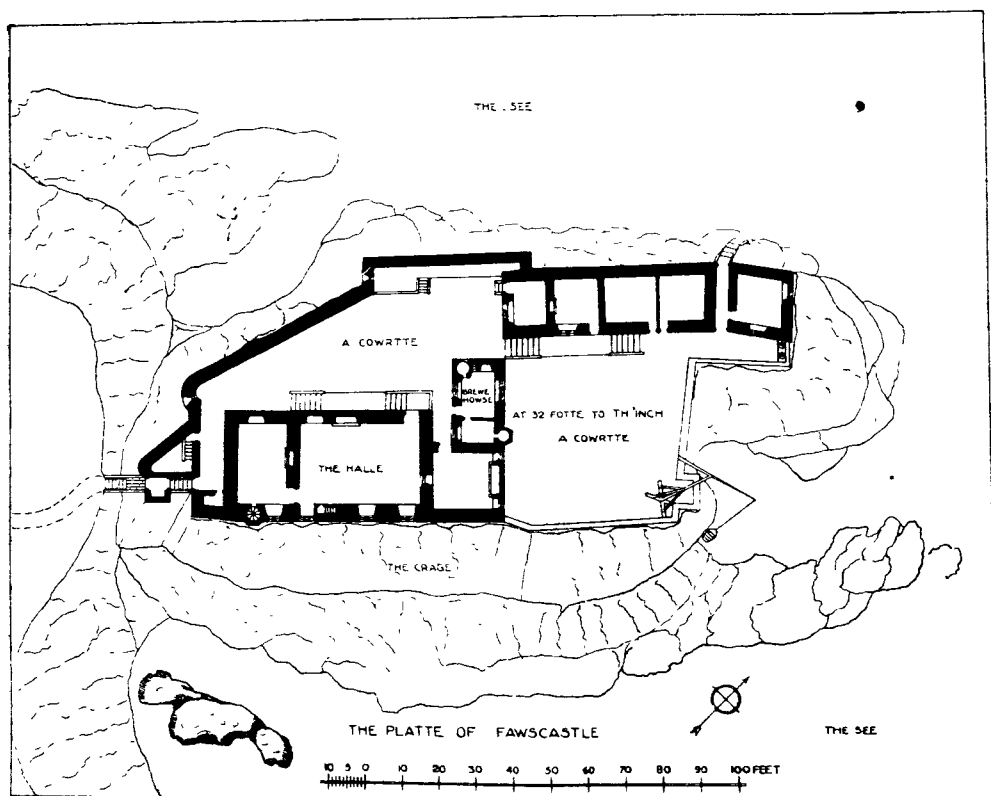 THE . SEE
A COWRTTE
BREWE
HOWSE
AT 32 FOTTE TO TH'INCH
A COWRTTE
THE HALLE
THE CRAGE
THE PLATTE OF FAWSCASTLE
THE SEE
10 5 0 10 20 30 40 50 60 70 80 90 100 FEET